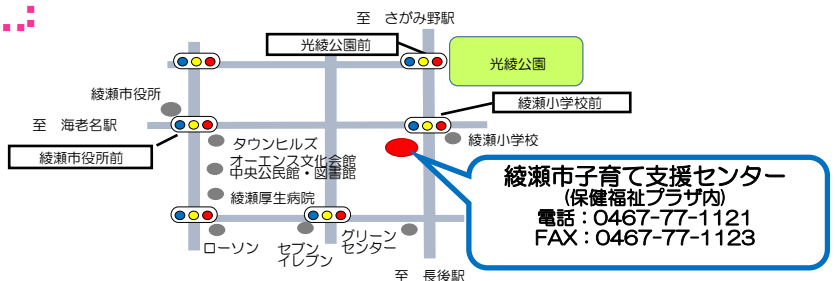 至　さがみ野駅
光綾公園前
光綾公園
綾瀬市役所
綾瀬小学校前
至　海老名駅
綾瀬市役所前
タウンヒルズ
綾瀬小学校
オーエンス文化会館
中央公民館・図書館
綾瀬厚生病院
綾瀬市子育て支援センター
(保健福祉プラザ内)
電話：0467-77-1121
FAX：0467-77-1123
ローソン
セブン
イレブン
グリーン
センター
至　長後駅